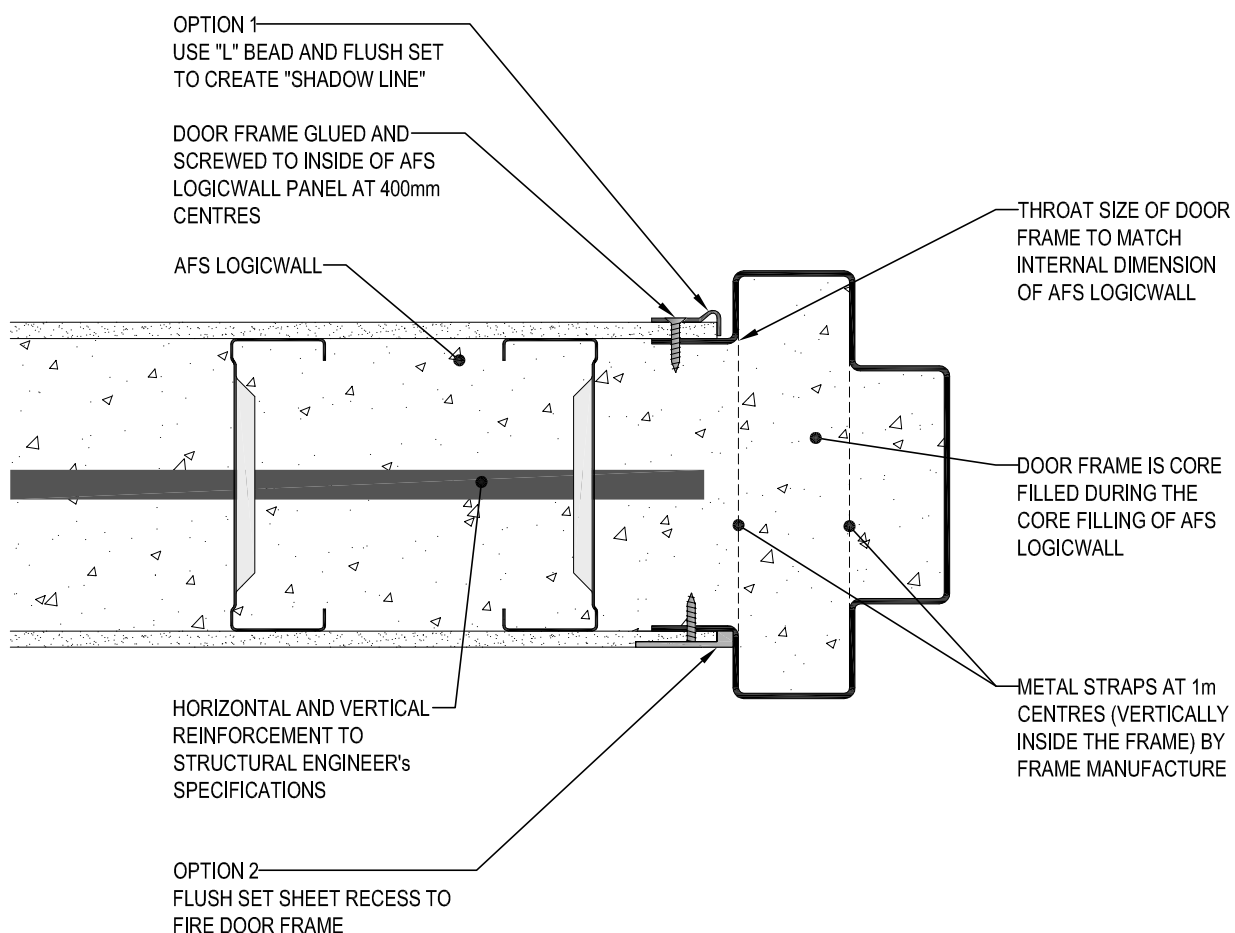 OPTION 1
USE "L" BEAD AND FLUSH SET
TO CREATE "SHADOW LINE"
DOOR FRAME GLUED AND
SCREWED TO INSIDE OF AFS
LOGICWALL PANEL AT 400mm
CENTRES
AFS LOGICWALL
THROAT SIZE OF DOOR
FRAME TO MATCH
INTERNAL DIMENSION
OF AFS LOGICWALL
DOOR FRAME IS CORE
FILLED DURING THE
CORE FILLING OF AFS
LOGICWALL
METAL STRAPS AT 1m
CENTRES (VERTICALLY
INSIDE THE FRAME) BY
FRAME MANUFACTURE
HORIZONTAL AND VERTICAL
REINFORCEMENT TO
STRUCTURAL ENGINEER's
SPECIFICATIONS
OPTION 2
FLUSH SET SHEET RECESS TO
FIRE DOOR FRAME